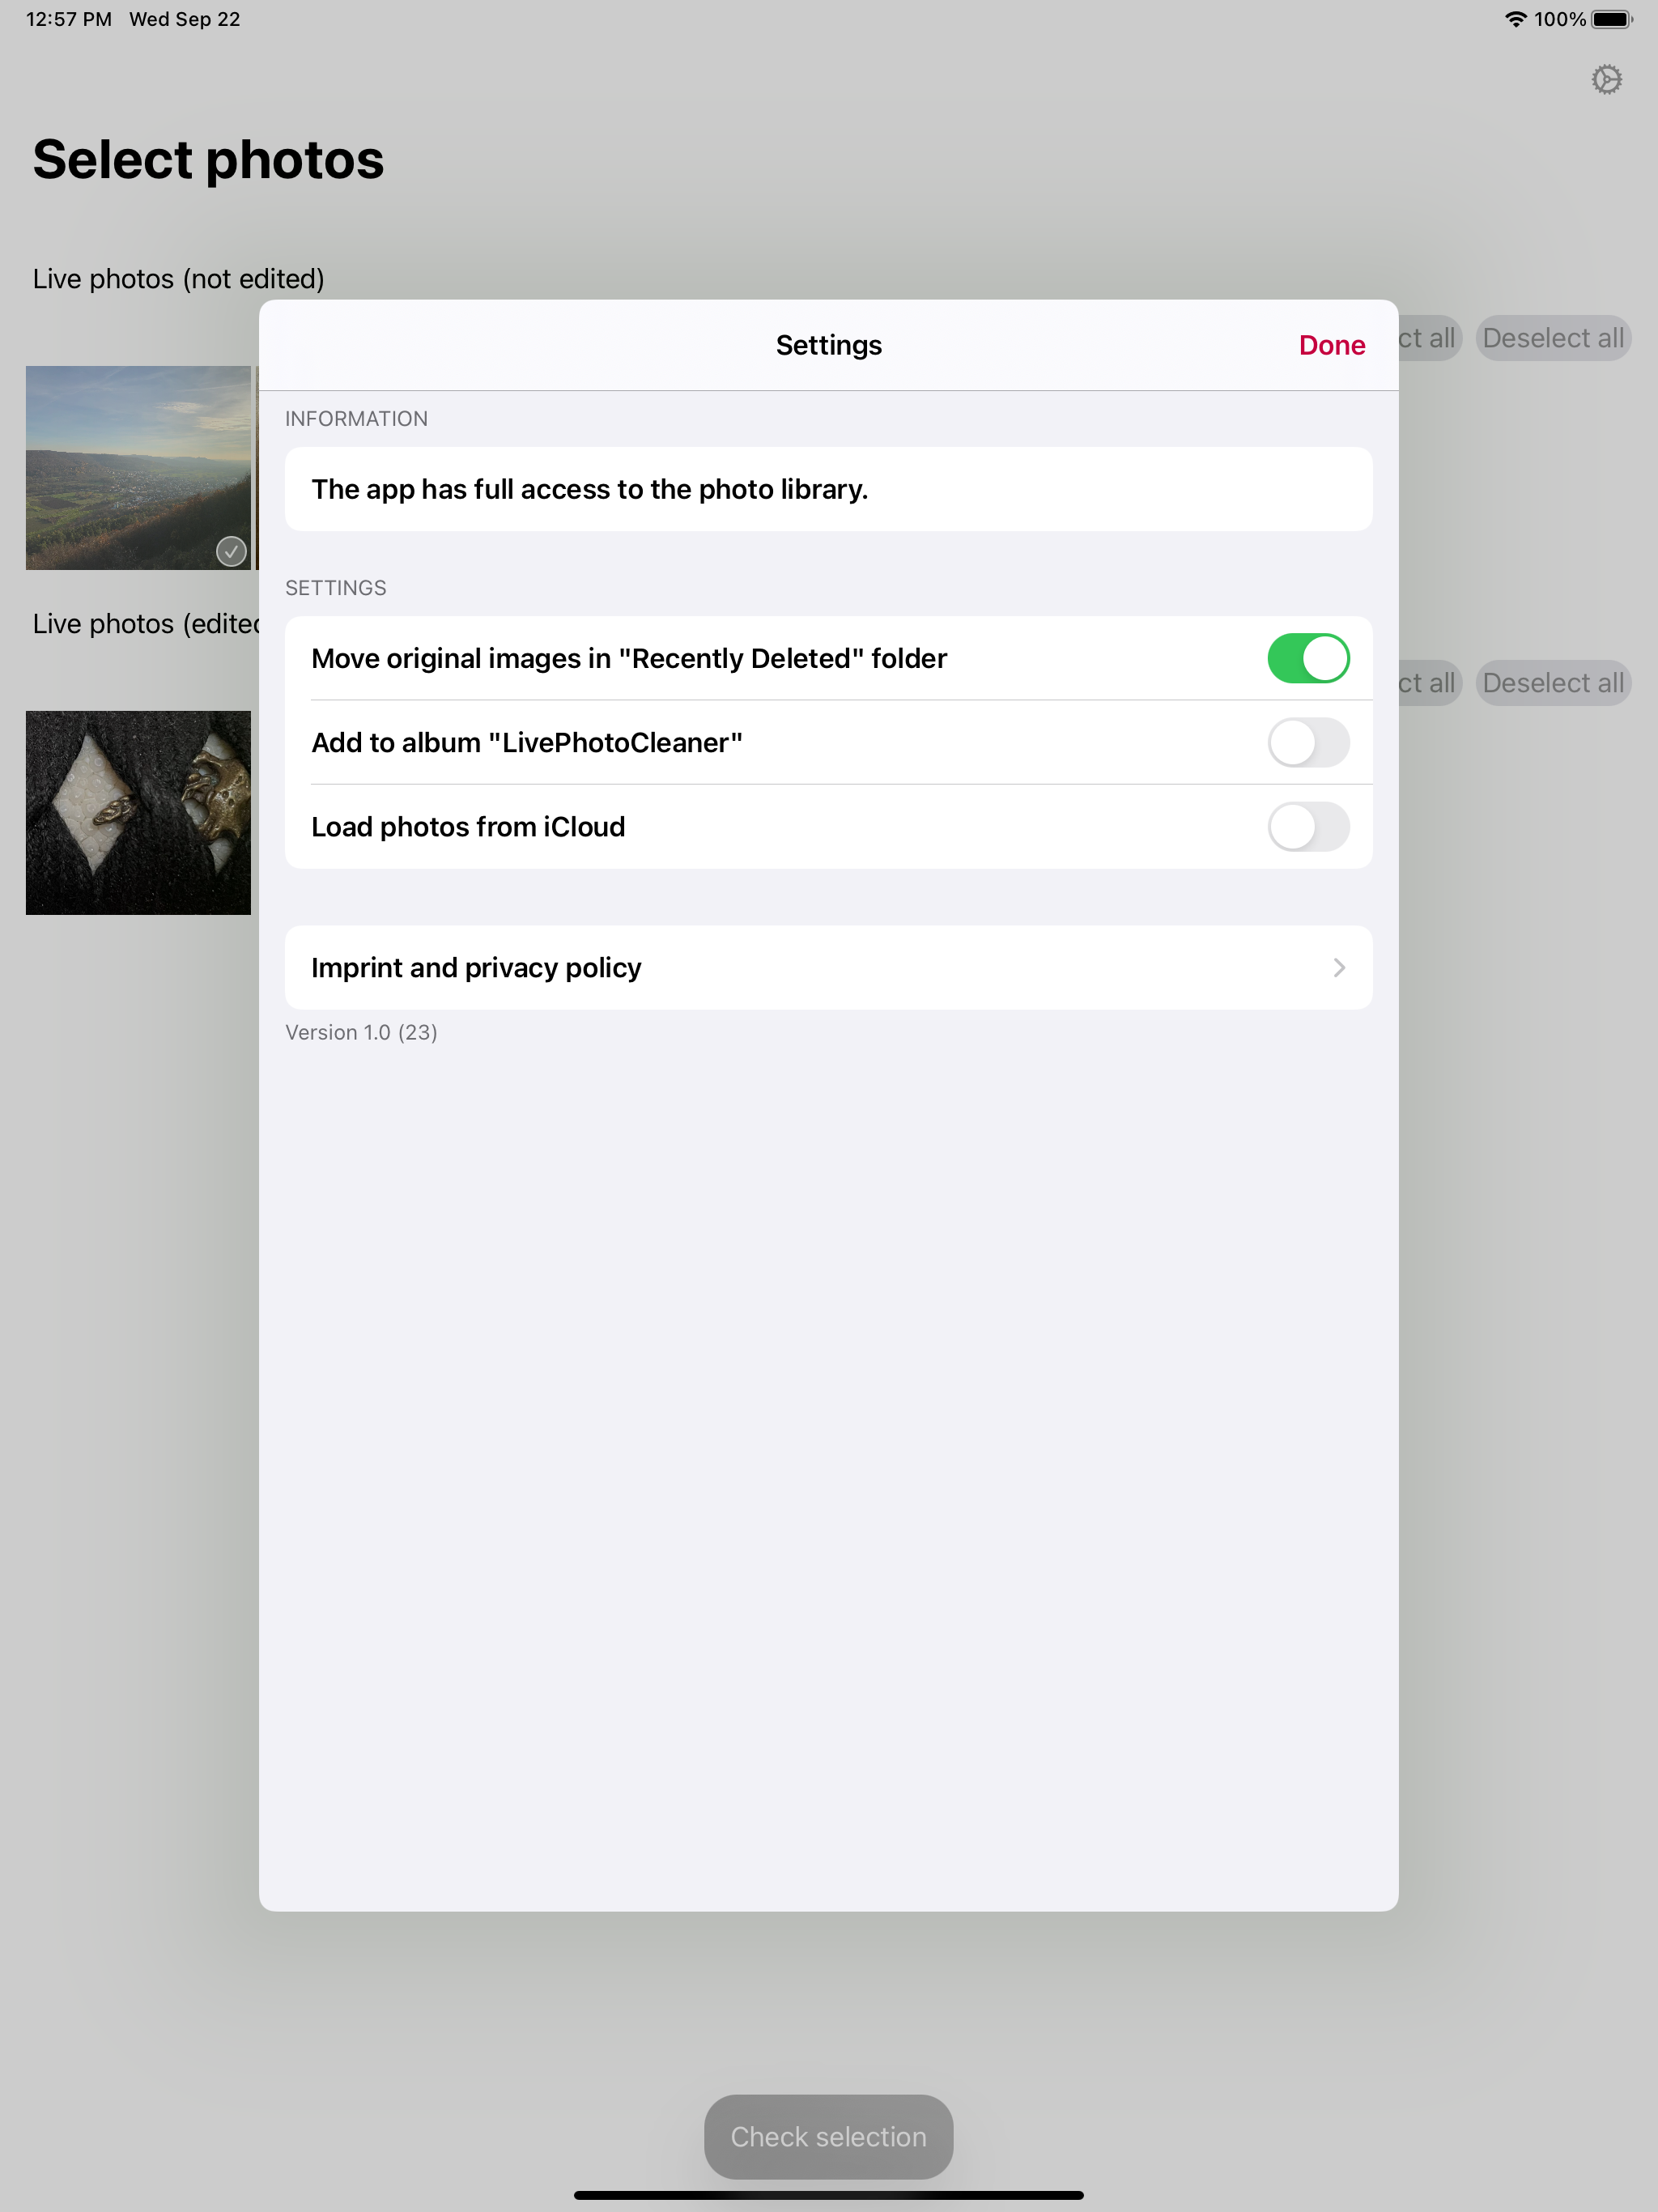 12:57 PM Wed Sep 22
100%
Select photos
Live photos (not edited)
ct all
Deselect all
Settings
Done
INFORMATION
The app has full access to the photo library.
SETTINGS
Live photos (edited
Move original images in "Recently Deleted" folder
ct all
Deselect all
Add to album "LivePhotoCleaner"
Load photos from iCloud
Imprint and privacy policy
Version 1.0 (23)
Check selection